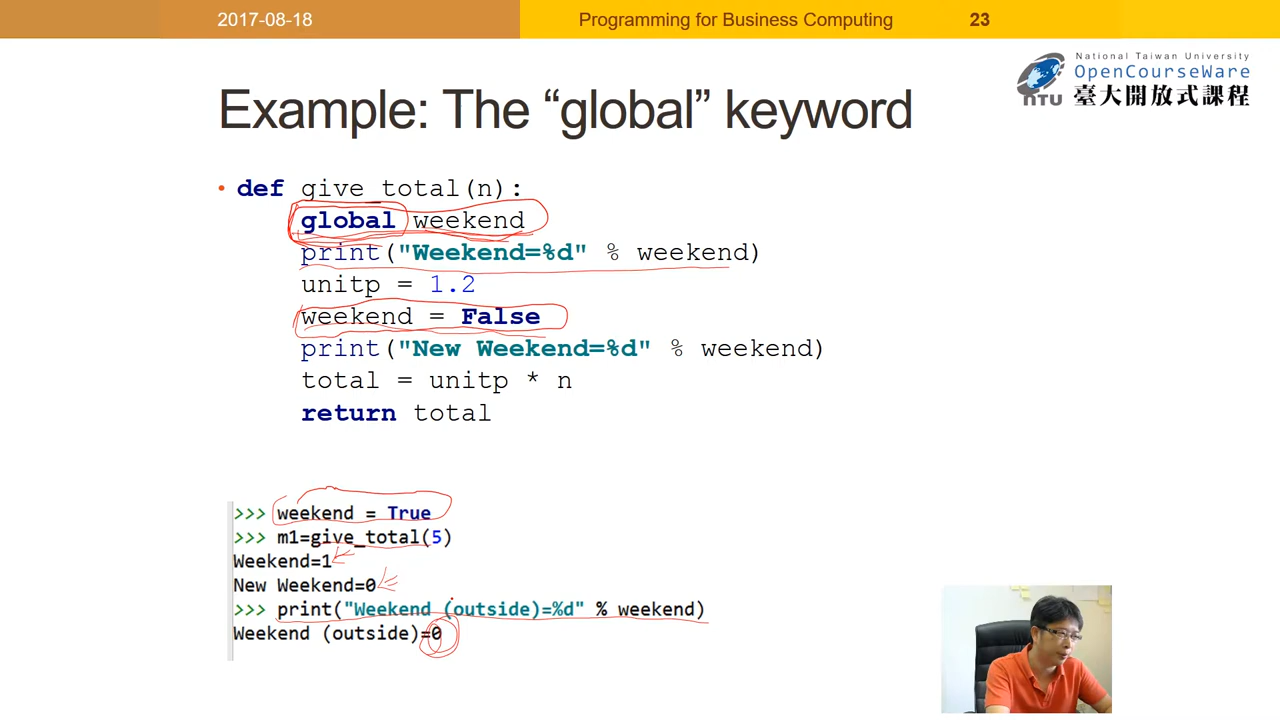 2017-08-18
Programming for Business Computing
23
National Taiwan University
OpenCourseWare
NTU
臺大開放式課程
Example: The “global” keyword
• def give_total(n):
global weekend
print("Weekend=%d" % weekend)
unitp = 1.2
weekend = False
print("New Weekend=%d" % weekend)
total = unitp * n
return total
>>> weekend = True
>>> m1=give_total(5)
Weekend=1
New Weekend=0
>>> print("Weekend (outside)=%d" % weekend)
Weekend (outside)=0